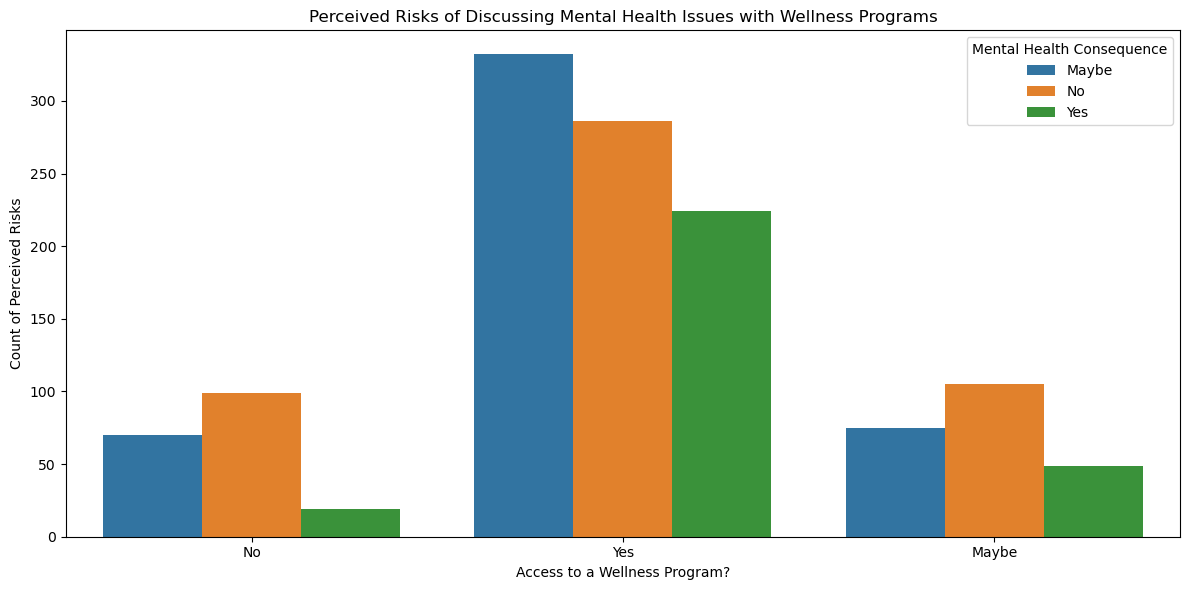 Perceived Risks of Discussing Mental Health Issues with Wellness Programs
Mental Health Consequence
Maybe
No
Yes
Count of Perceived Risks
300
250
200
150
100
50
0
No
Yes
Maybe
Access to a Wellness Program?